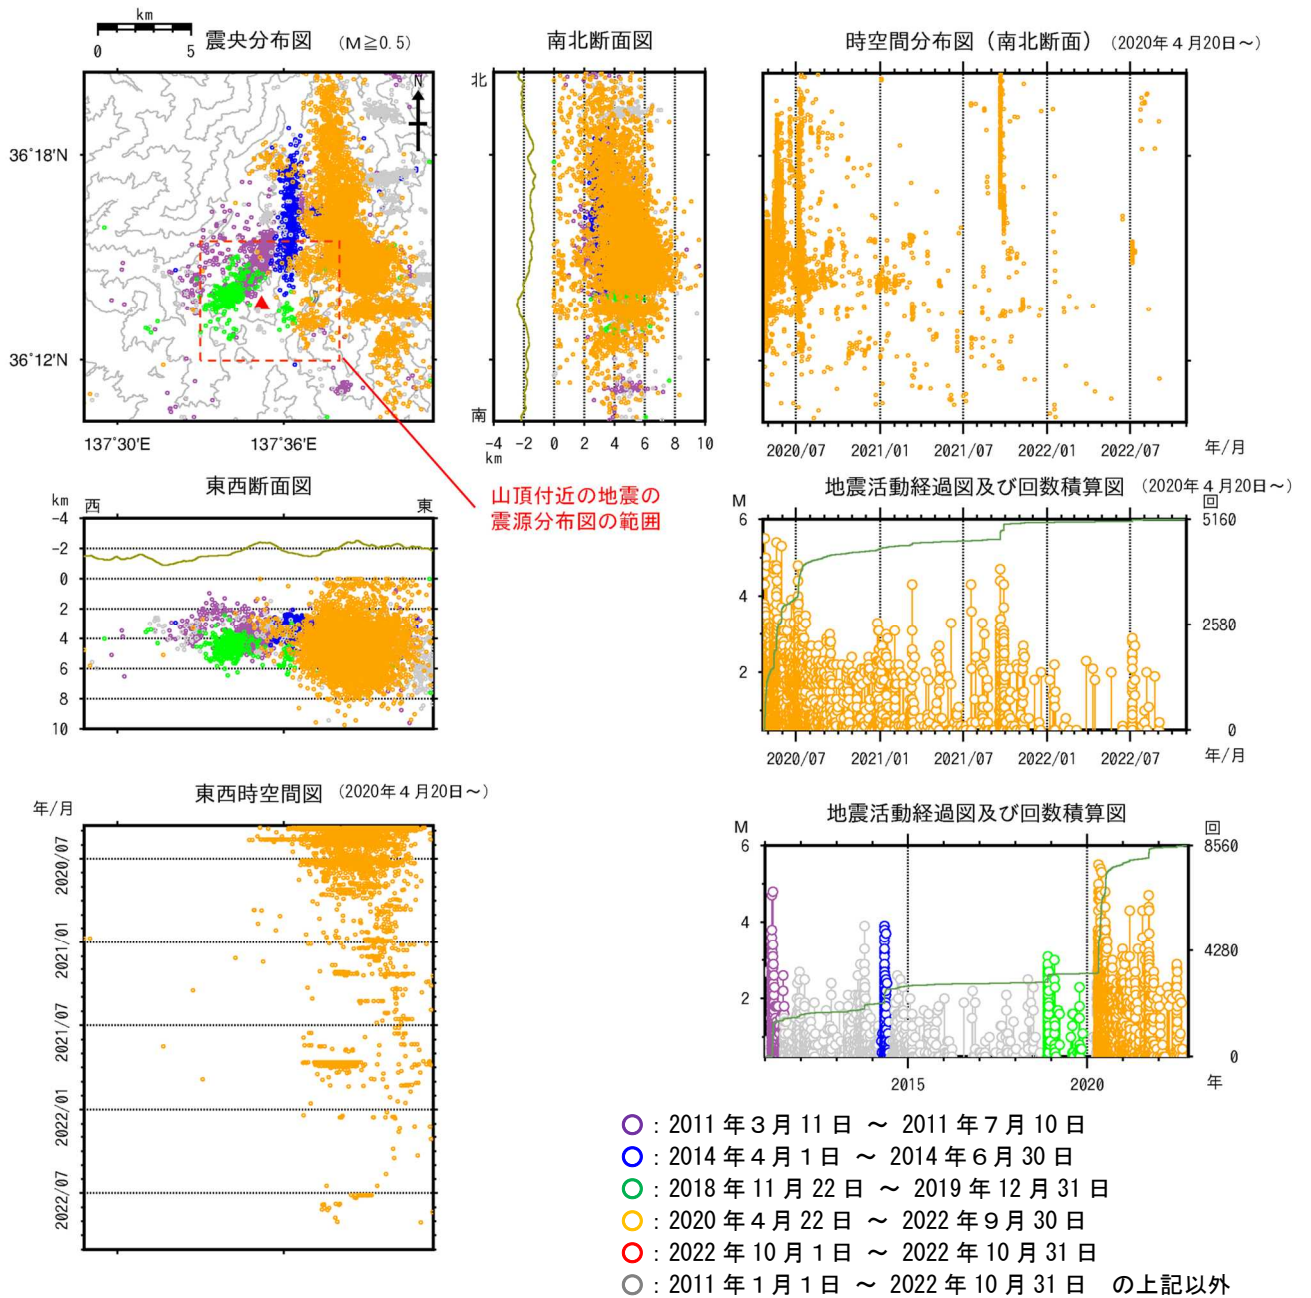 km
0 5
震央分布図 (M≧0.5)
N
36°18'N
36°12'N
137°30'E 137°36'E
南北断面図
北
南
-4 -2 0 2 4 6 8 10
km
時空間分布図（南北断面） (2020年4月20日～)
2020/07 2021/01 2021/07 2022/01 2022/07 年/月
山頂付近の地震の
震源分布図の範囲
東西断面図
km 西 東
-4
-2
0
2
4
6
8
10
地震活動経過図及び回数積算図 (2020年4月20日～)
M 回
6 5160
4
2580
2
0
2020/07 2021/01 2021/07 2022/01 2022/07 年/月
東西時空間図 (2020年4月20日～)
年/月
2020/07
2021/01
2021/07
2022/01
2022/07
地震活動経過図及び回数積算図
M 回
6 8560
4
4280
2
0
2015 2020 年
: 2011年3月11日 ～ 2011年7月10日
: 2014年4月1日 ～ 2014年6月30日
: 2018年11月22日 ～ 2019年12月31日
: 2020年4月22日 ～ 2022年9月30日
: 2022年10月1日 ～ 2022年10月31日
: 2011年1月1日 ～ 2022年10月31日 の上記以外